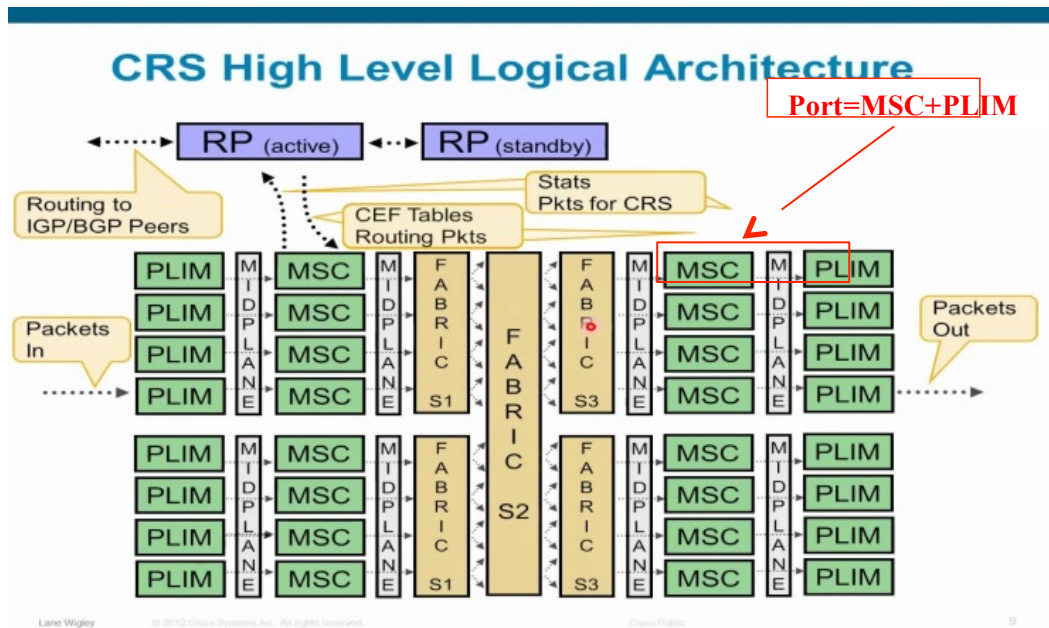 CRS High Level Logical Architecture
Port=MSC+PLIM
RP (active)
RP (standby)
Routing to
IGP/BGP Peers
Stats
Pkts for CRS
CEF Tables
Routing Pkts
PLIM
MIDPLANE
MSC
MIDPLANE
FABRIC S1
FABRIC S2
FABRIC S3
MIDPLANE
MSC
MIDPLANE
PLIM
PLIM
MSC
MSC
PLIM
Packets
In
Packets
Out
PLIM
MSC
MSC
PLIM
PLIM
MSC
MSC
PLIM
PLIM
MIDPLANE
MSC
MIDPLANE
FABRIC S1
FABRIC S3
MIDPLANE
MSC
MIDPLANE
PLIM
PLIM
MSC
MSC
PLIM
PLIM
MSC
MSC
PLIM
PLIM
MSC
MSC
PLIM
Lane Wigley
© 2012 Cisco Systems, Inc. All rights reserved.
Cisco Public
9